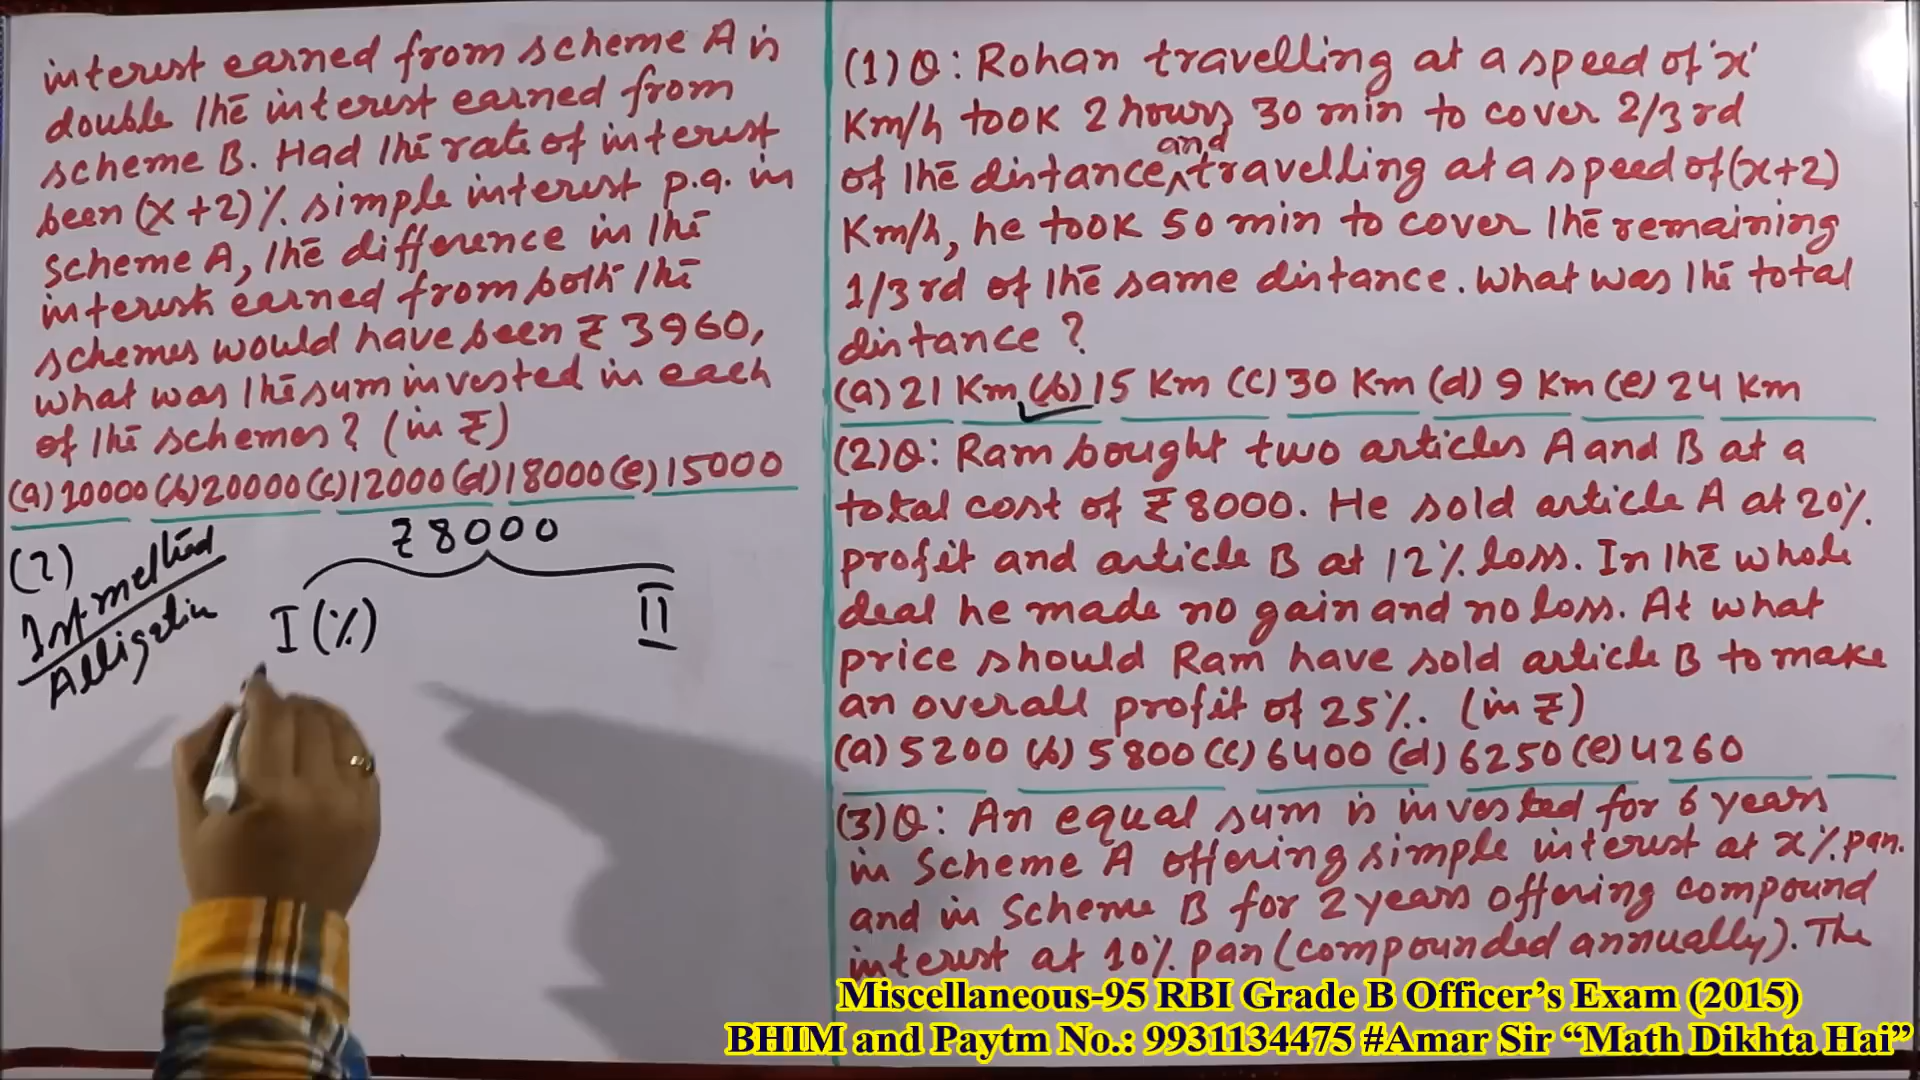 interest earned from scheme A is
double the interest earned from
scheme B. Had the rate of interest
been (x+2)% simple interest p.a. in
scheme A, the difference in the
interest earned from both the
schemes would have been ₹ 3960,
what was the sum invested in each
of the schemes? (in ₹)
(a) 10000 (b) 20000 (c) 12000 (d) 18000 (e) 15000
(2)
1st method
Alligation
₹ 8000
I (%)
II
(1) Q: Rohan travelling at a speed of 'x'
Km/h took 2 hours 30 min to cover 2/3rd
of the distance and travelling at a speed of (x+2)
Km/h, he took 50 min to cover the remaining
1/3rd of the same distance. What was the total
distance?
(a) 21 Km (b) 15 Km (c) 30 Km (d) 9 Km (e) 24 Km
(2) Q: Ram bought two articles A and B at a
total cost of ₹ 8000. He sold article A at 20%
profit and article B at 12% loss. In the whole
deal he made no gain and no loss. At what
price should Ram have sold article B to make
an overall profit of 25%. (in ₹)
(a) 5200 (b) 5800 (c) 6400 (d) 6250 (e) 4260
(3) Q: An equal sum is invested for 6 years
in Scheme A offering simple interest at x% pan.
and in Scheme B for 2 years offering compound
interest at 10% pan (compounded annually). The
Miscellaneous-95 RBI Grade B Officer's Exam (2015)
BHIM and Paytm No.: 9931134475 #Amar Sir "Math Dikhta Hai"